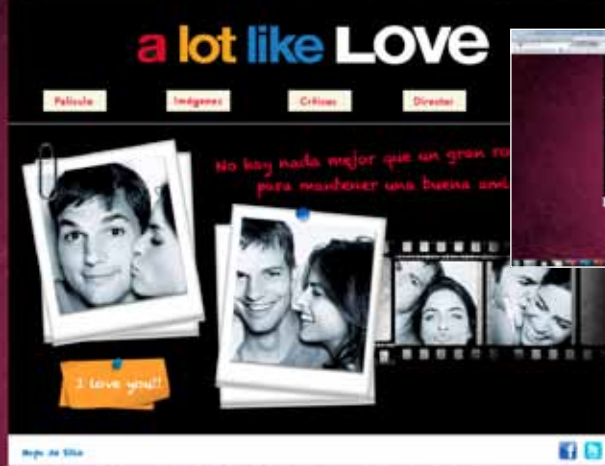 a lot like LOVE
Película
Imágenes
Críticas
Director
No hay nada mejor que un gran
para mantener una buena
I love you!!
Mapa de Sitio